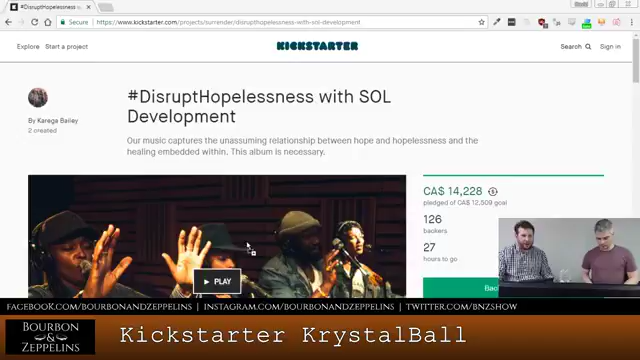 #DisruptHopelessness w
Secure https://www.kickstarter.com/projects/surrender/disrupthopelessness-with-sol-development
Explore Start a project KICKSTARTER Search Sign in
#DisruptHopelessness with SOL
Development
By Karega Bailey
2 created
Our music captures the unassuming relationship between hope and hopelessness and the
healing embedded within. This album is necessary.
CA$ 14,228
pledged of CA$ 12,509 goal
126
backers
27
hours to go
PLAY
Bac
FACEBOOK.COM/BOURBONANDZEPPELINS | INSTAGRAM.COM/BOURBONANDZEPPELINS | TWITTER.COM/BNZSHOW
BOURBON
&
ZEPPELINS
Kickstarter KrystalBall